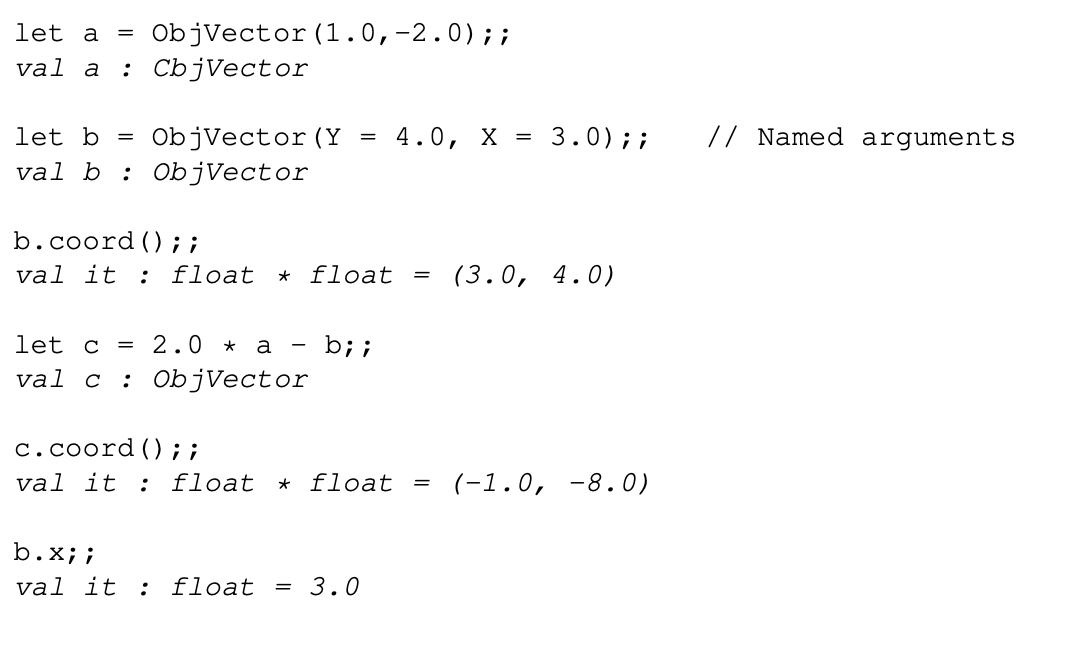 let a = ObjVector(1.0,-2.0);;
val a : CbjVector
let b = ObjVector(Y = 4.0, X = 3.0);; // Named arguments
val b : ObjVector
b.coord();;
val it : float * float = (3.0, 4.0)
let c = 2.0 * a - b;;
val c : ObjVector
c.coord();;
val it : float * float = (-1.0, -8.0)
b.x;;
val it : float = 3.0